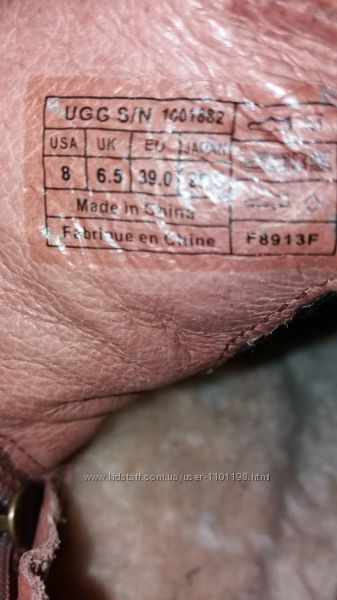 UGG S/N 1001682
USA UK EU JAPAN
8 6.5 39.0
Made in China
Fabrique en Chine F8913F
www.kidstaff.com.ua/user-1101198.html